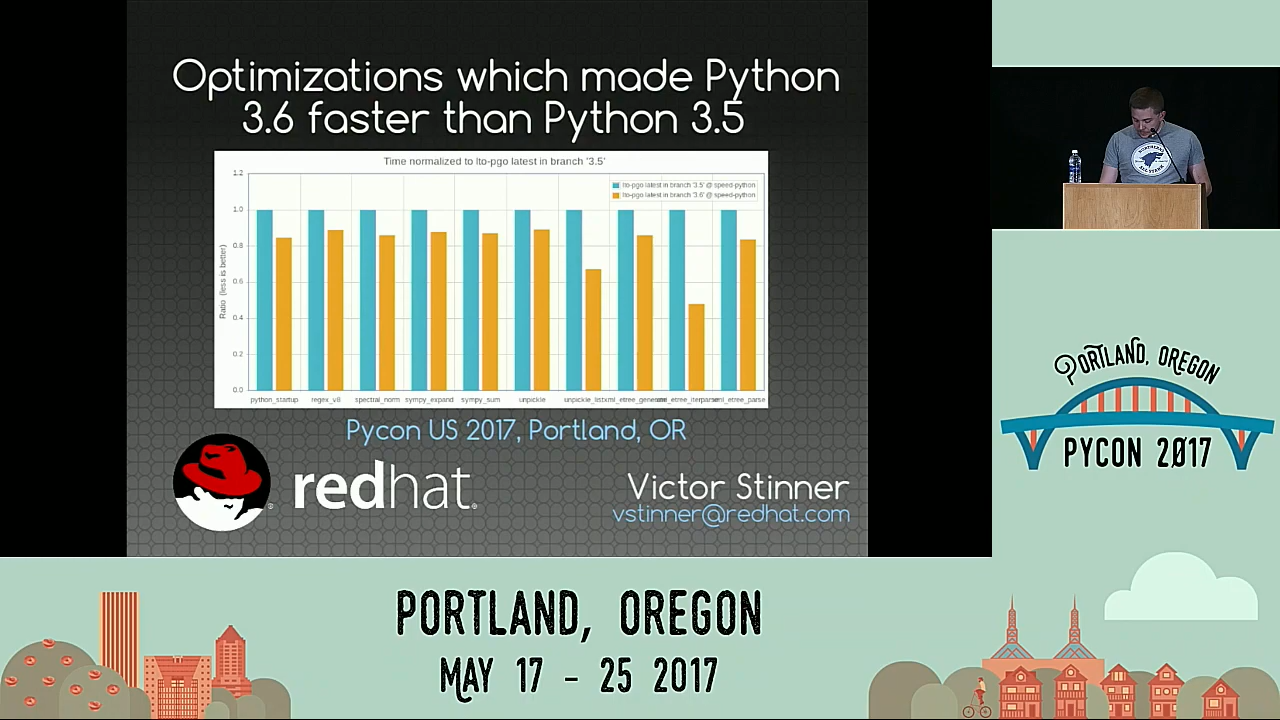 Optimizations which made Python
3.6 faster than Python 3.5
Time normalized to lto-pgo latest in branch '3.5'
lto-pgo latest in branch '3.5' @ speed-python
lto-pgo latest in branch '3.6' @ speed-python
Ratio (less is better)
1.2
1.0
0.8
0.6
0.4
0.2
0.0
python_startup regex_v8 spectral_norm sympy_expand sympy_sum unpickle
Pycon US 2017, Portland, OR
redhat
Victor Stinner
vstinner@redhat.com
PORTLAND, OREGON
PYCON 2017
PORTLAND, OREGON
MAY 17 - 25 2017